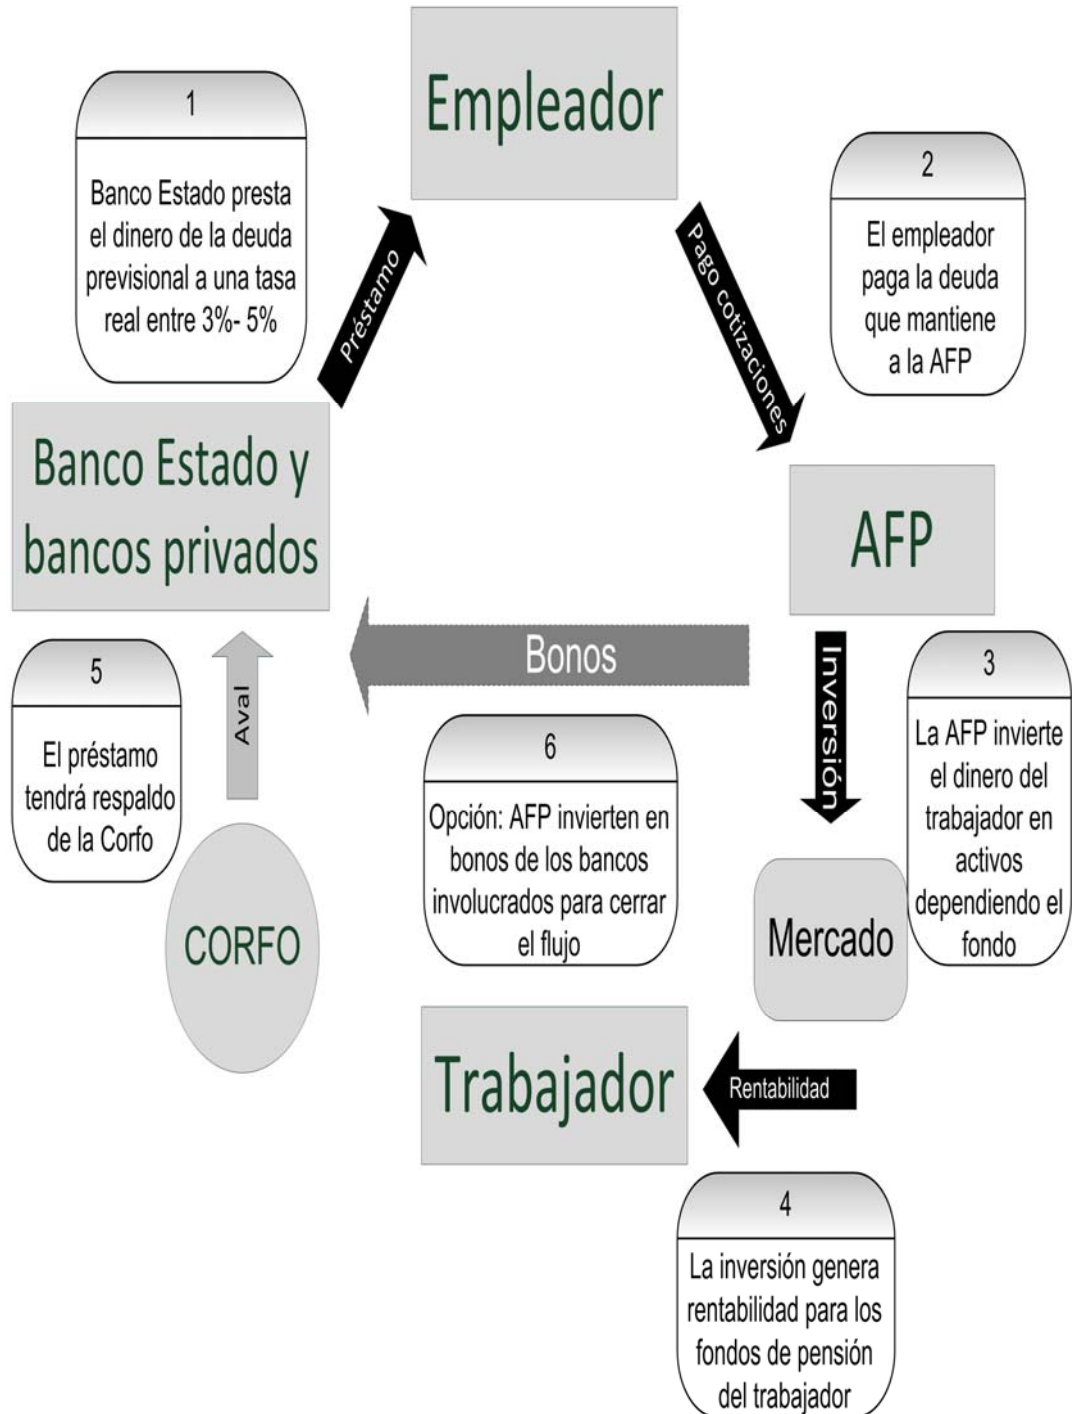 Empleador
1
Banco Estado presta
el dinero de la deuda
previsional a una tasa
real entre 3%- 5%
Préstamo
Pago cotizaciones
2
El empleador
paga la deuda
que mantiene
a la AFP
Banco Estado y
bancos privados
AFP
Bonos
Inversión
3
La AFP invierte
el dinero del
trabajador en
activos
dependiendo el
fondo
5
El préstamo
tendrá respaldo
de la Corfo
Aval
6
Opción: AFP invierten en
bonos de los bancos
involucrados para cerrar
el flujo
CORFO
Mercado
Trabajador
Rentabilidad
4
La inversión genera
rentabilidad para los
fondos de pensión
del trabajador